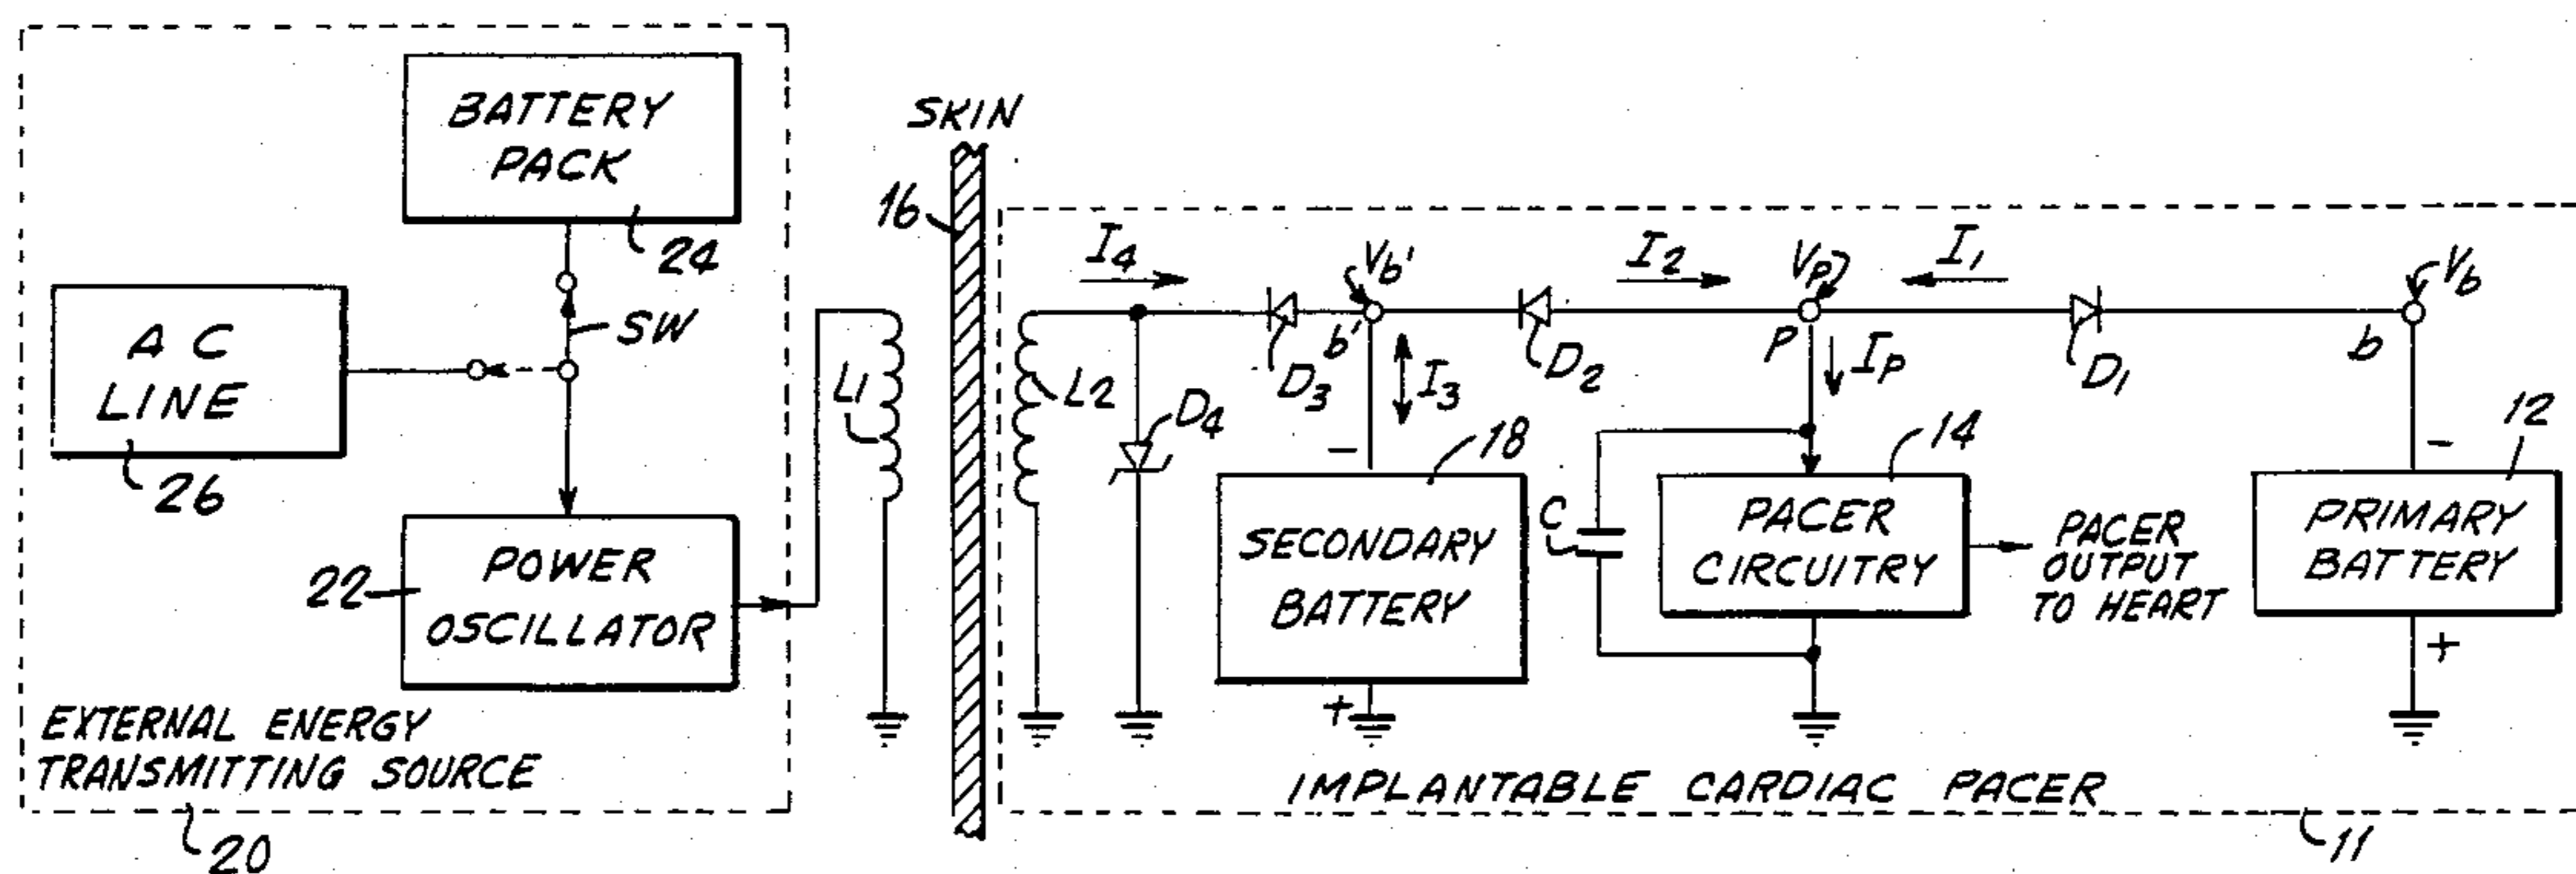 BATTERY
PACK
24
AC
LINE
26
SW
POWER
OSCILLATOR
22
EXTERNAL ENERGY
TRANSMITTING SOURCE
20
L1
SKIN
16
I4
L2
D4
D3
Vb'
b'
I3
I2
D2
VP
P
IP
I1
D1
Vb
b
-
18
SECONDARY
BATTERY
+
C
14
PACER
CIRCUITRY
PACER
OUTPUT
TO HEART
-
12
PRIMARY
BATTERY
+
IMPLANTABLE CARDIAC PACER
11